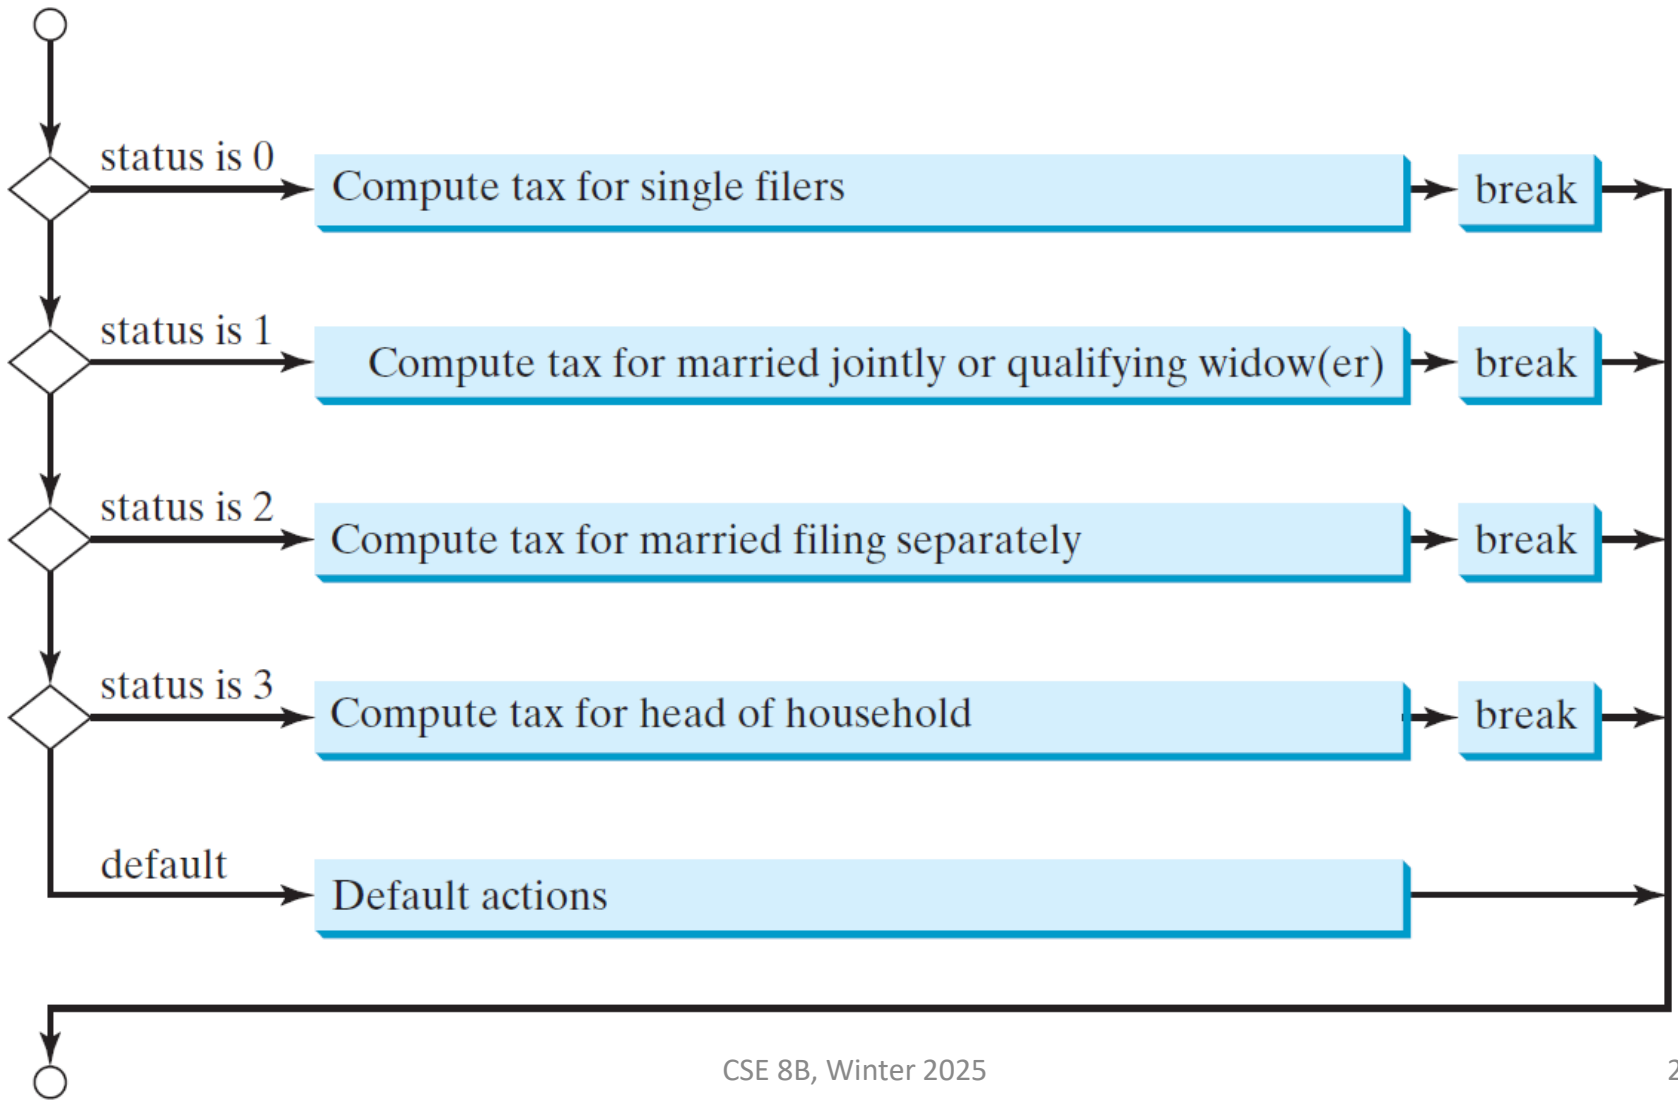 status is 0
Compute tax for single filers
break
status is 1
Compute tax for married jointly or qualifying widow(er)
break
status is 2
Compute tax for married filing separately
break
status is 3
Compute tax for head of household
break
default
Default actions
CSE 8B, Winter 2025